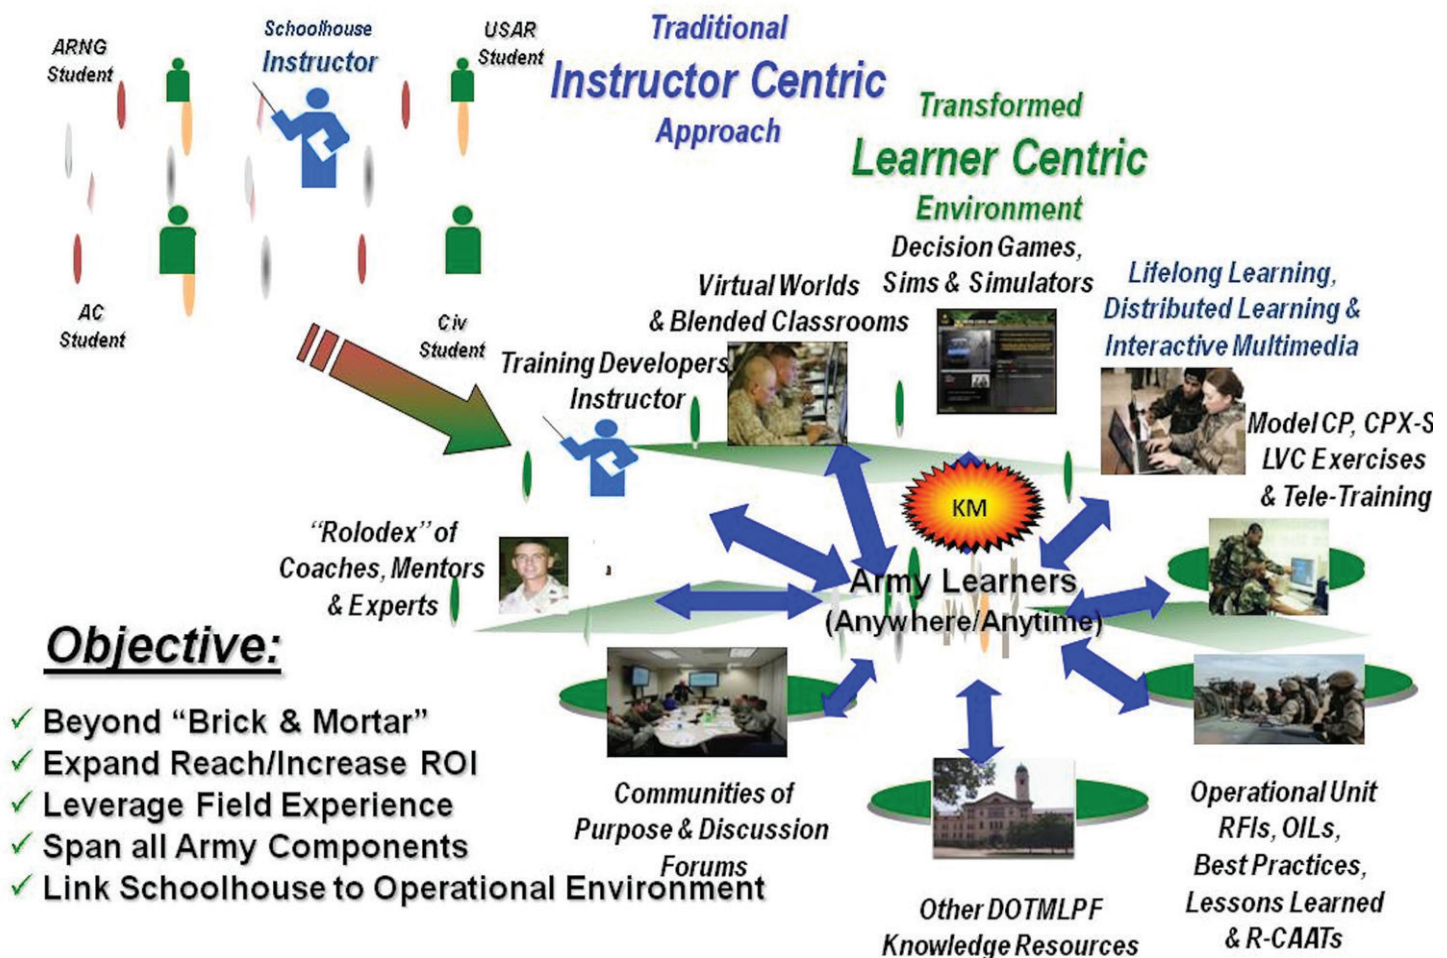 ARNG
Student
Schoolhouse
Instructor
USAR
Student
AC
Student
Civ
Student
Traditional
Instructor Centric
Approach
Transformed
Learner Centric
Environment
Training Developers
Instructor
Virtual Worlds
& Blended Classrooms
Decision Games,
Sims & Simulators
Lifelong Learning,
Distributed Learning &
Interactive Multimedia
Model CP, CPX-S
LVC Exercises
& Tele-Training
"Rolodex" of
Coaches, Mentors
& Experts
KM
Army Learners
(Anywhere/Anytime)
Objective:
✓ Beyond "Brick & Mortar"
✓ Expand Reach/Increase ROI
✓ Leverage Field Experience
✓ Span all Army Components
✓ Link Schoolhouse to Operational Environment
Communities of
Purpose & Discussion
Forums
Other DOTMLPF
Knowledge Resources
Operational Unit
RFIs, OILs,
Best Practices,
Lessons Learned
& R-CAATs